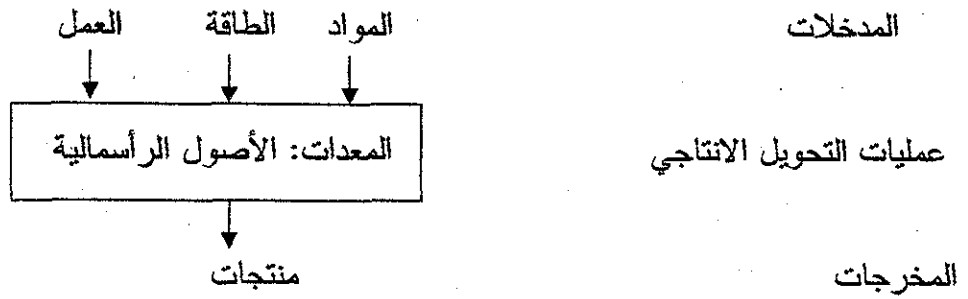 المدخلات المواد الطاقة العمل
عمليات التحويل الانتاجي المعدات: الأصول الرأسمالية
المخرجات منتجات